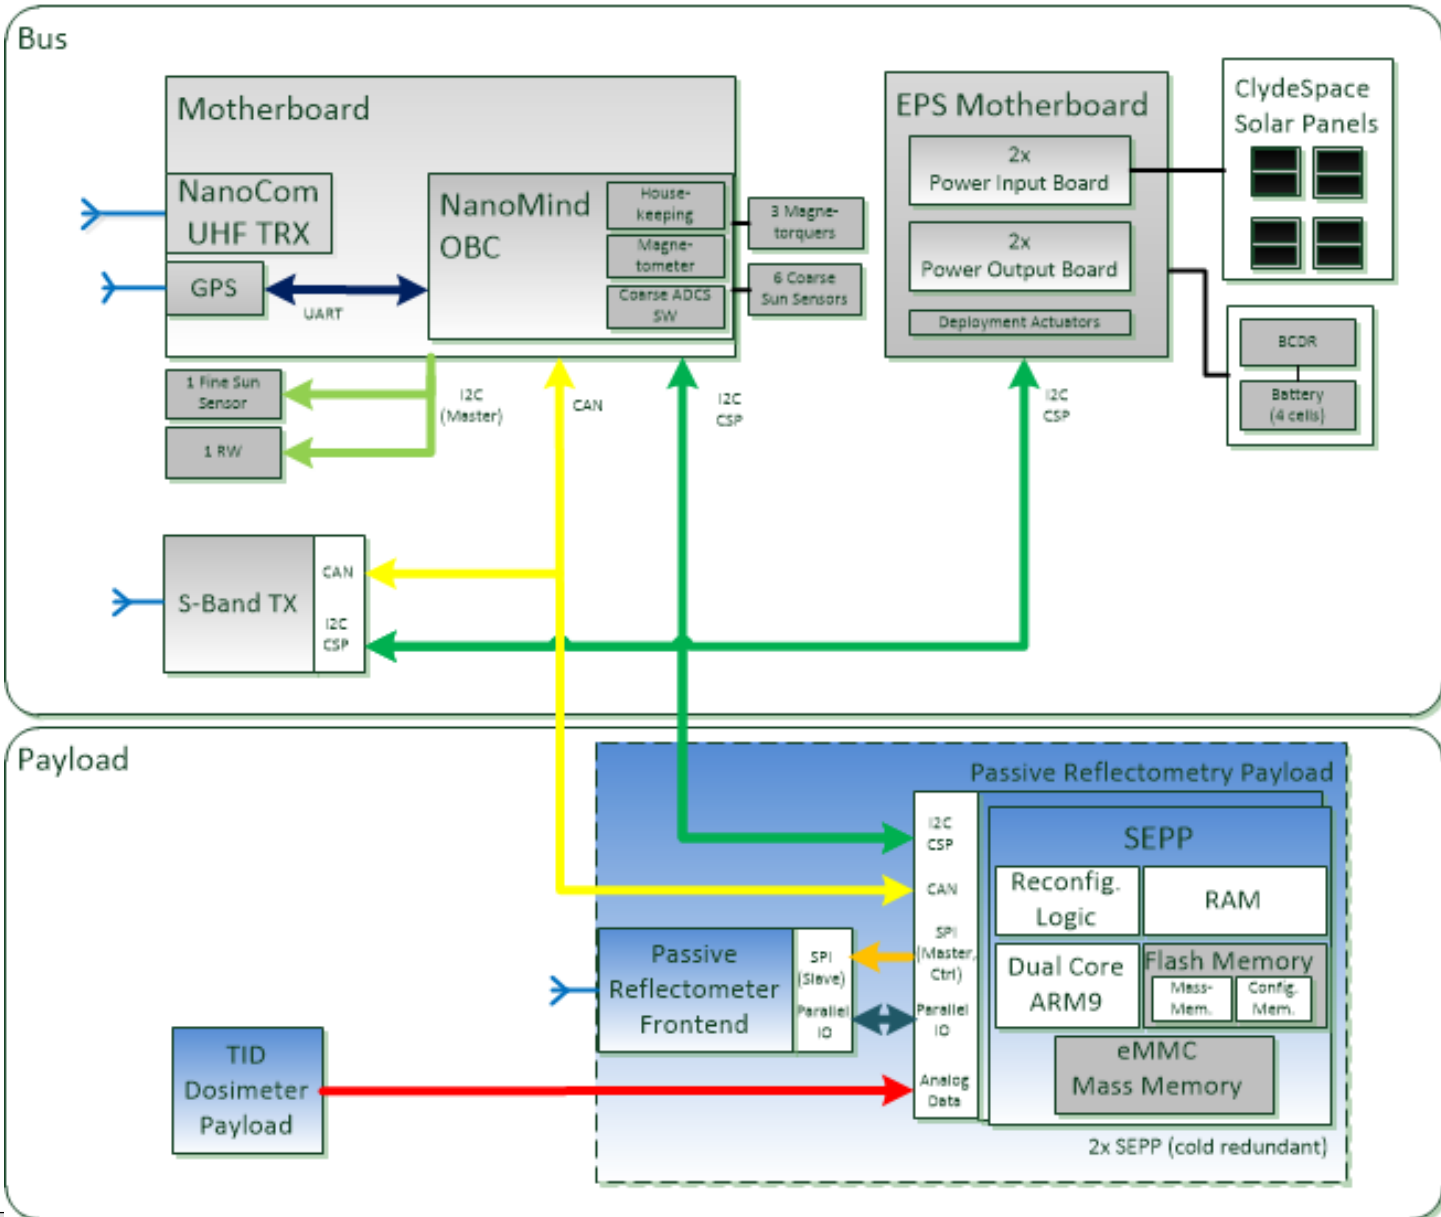 Bus
Motherboard
NanoCom
UHF TRX
GPS
UART
NanoMind
OBC
House-
keeping
Magne-
tometer
Coarse ADCS
SW
3 Magne-
torquers
6 Coarse
Sun Sensors
EPS Motherboard
2x
Power Input Board
2x
Power Output Board
Deployment Actuators
ClydeSpace
Solar Panels
BCDR
Battery
(4 cells)
1 Fine Sun
Sensor
1 RW
I2C
(Master)
CAN
I2C
CSP
I2C
CSP
S-Band TX
CAN
I2C
CSP
Payload
Passive Reflectometry Payload
I2C
CSP
CAN
SPI
(Master,
Ctrl)
Parallel
IO
Analog
Data
SEPP
Reconfig.
Logic
RAM
Dual Core
ARM9
Flash Memory
Mass-
Mem.
Config.
Mem.
eMMC
Mass Memory
2x SEPP (cold redundant)
Passive
Reflectometer
Frontend
SPI
(Slave)
Parallel
IO
TID
Dosimeter
Payload